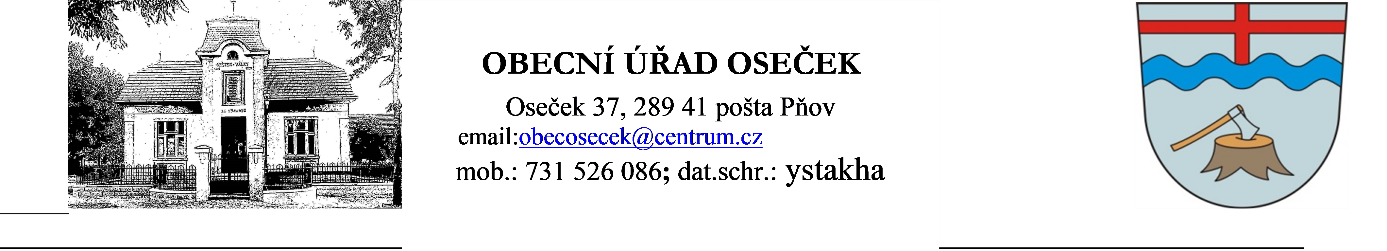 OBECNÍ ÚŘAD OSEČEK
Oseček 37, 289 41 pošta Pňov
email:obecosecek@centrum.cz
mob.: 731 526 086; dat.schr.: ystakha